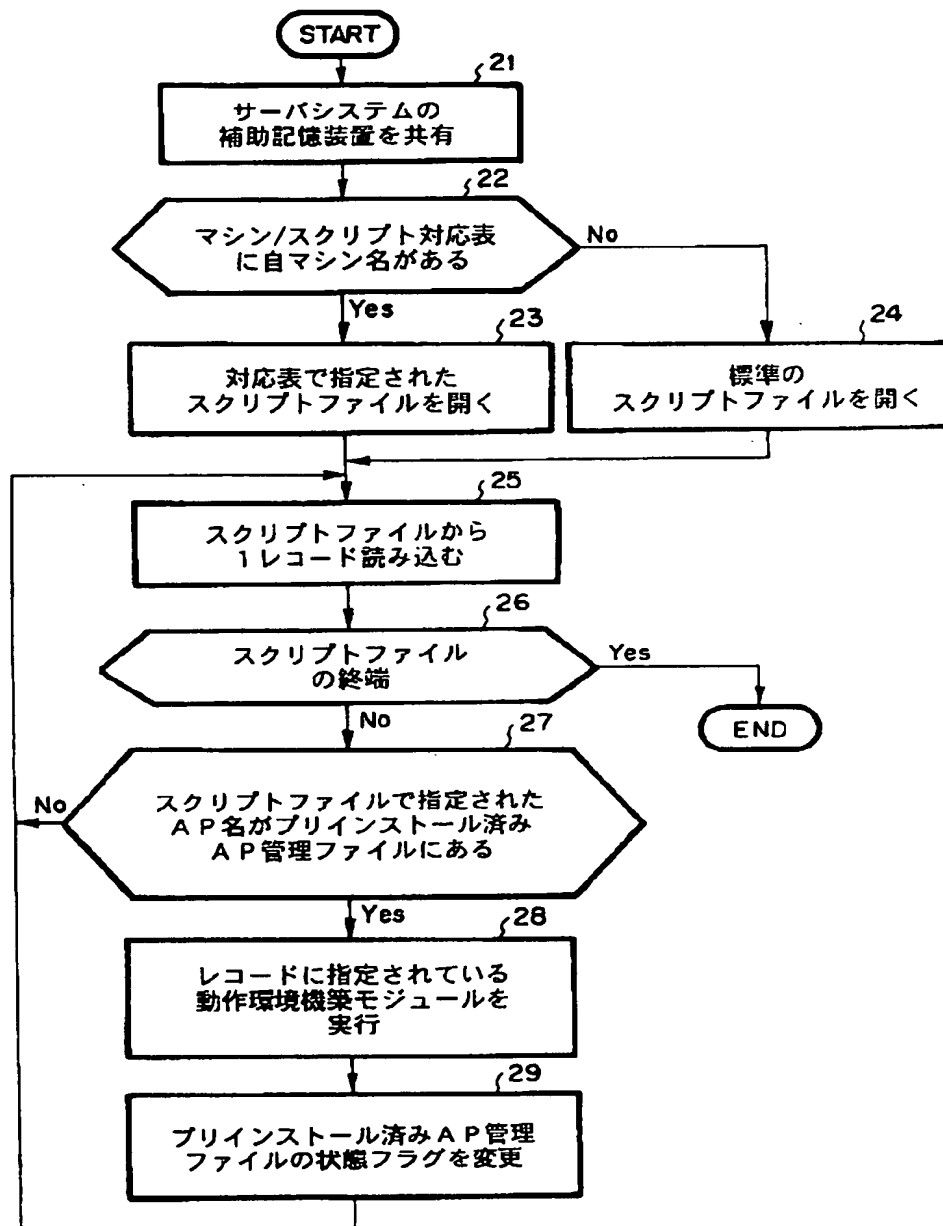 START
21
サーバシステムの
補助記憶装置を共有
22
マシン/スクリプト対応表
に自マシン名がある
No
Yes
23
対応表で指定された
スクリプトファイルを開く
24
標準の
スクリプトファイルを開く
25
スクリプトファイルから
1レコード読み込む
26
スクリプトファイル
の終端
Yes
No
END
27
スクリプトファイルで指定された
AP名がプリインストール済み
AP管理ファイルにある
No
Yes
28
レコードに指定されている
動作環境機築モジュールを
実行
29
プリインストール済みAP管理
ファイルの状態フラグを変更